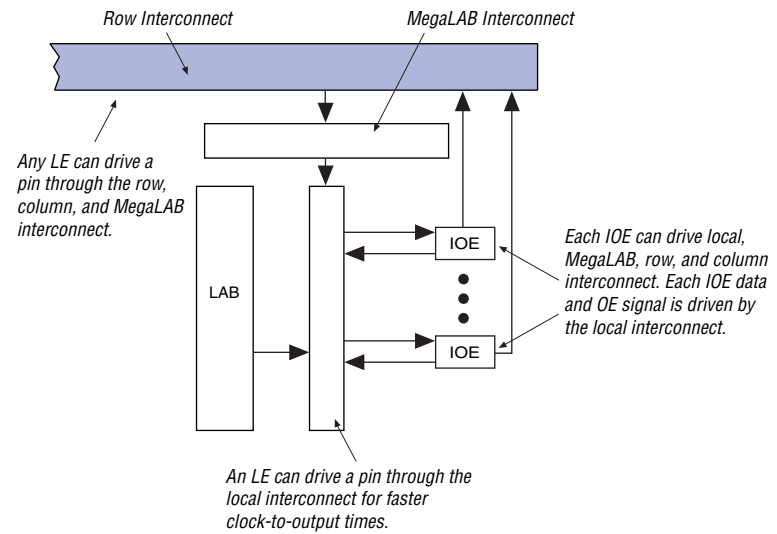 Row Interconnect
MegaLAB Interconnect
Any LE can drive a
pin through the row,
column, and MegaLAB
interconnect.
LAB
IOE
IOE
Each IOE can drive local,
MegaLAB, row, and column
interconnect. Each IOE data
and OE signal is driven by
the local interconnect.
An LE can drive a pin through the
local interconnect for faster
clock-to-output times.